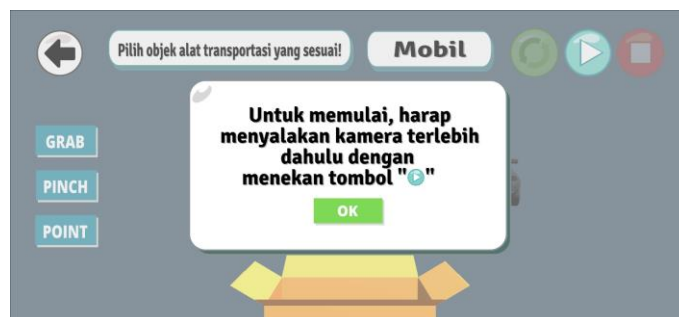 Pilih objek alat transportasi yang sesuai!
Mobil
Untuk memulai, harap
menyalakan kamera terlebih
dahulu dengan
menekan tombol " "
OK
GRAB
PINCH
POINT